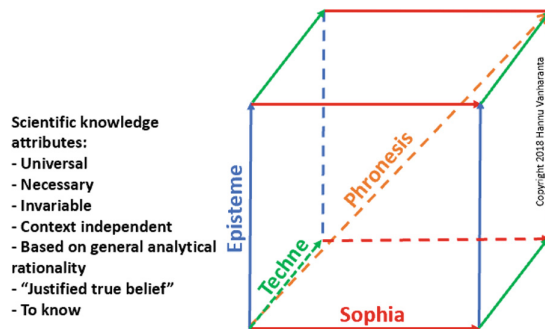 Scientific knowledge
attributes:
- Universal
- Necessary
- Invariable
- Context independent
- Based on general analytical
rationality
- “Justified true belief”
- To know
Episteme
Techne
Phronesis
Sophia
Copyright 2018 Hannu Vanharanta